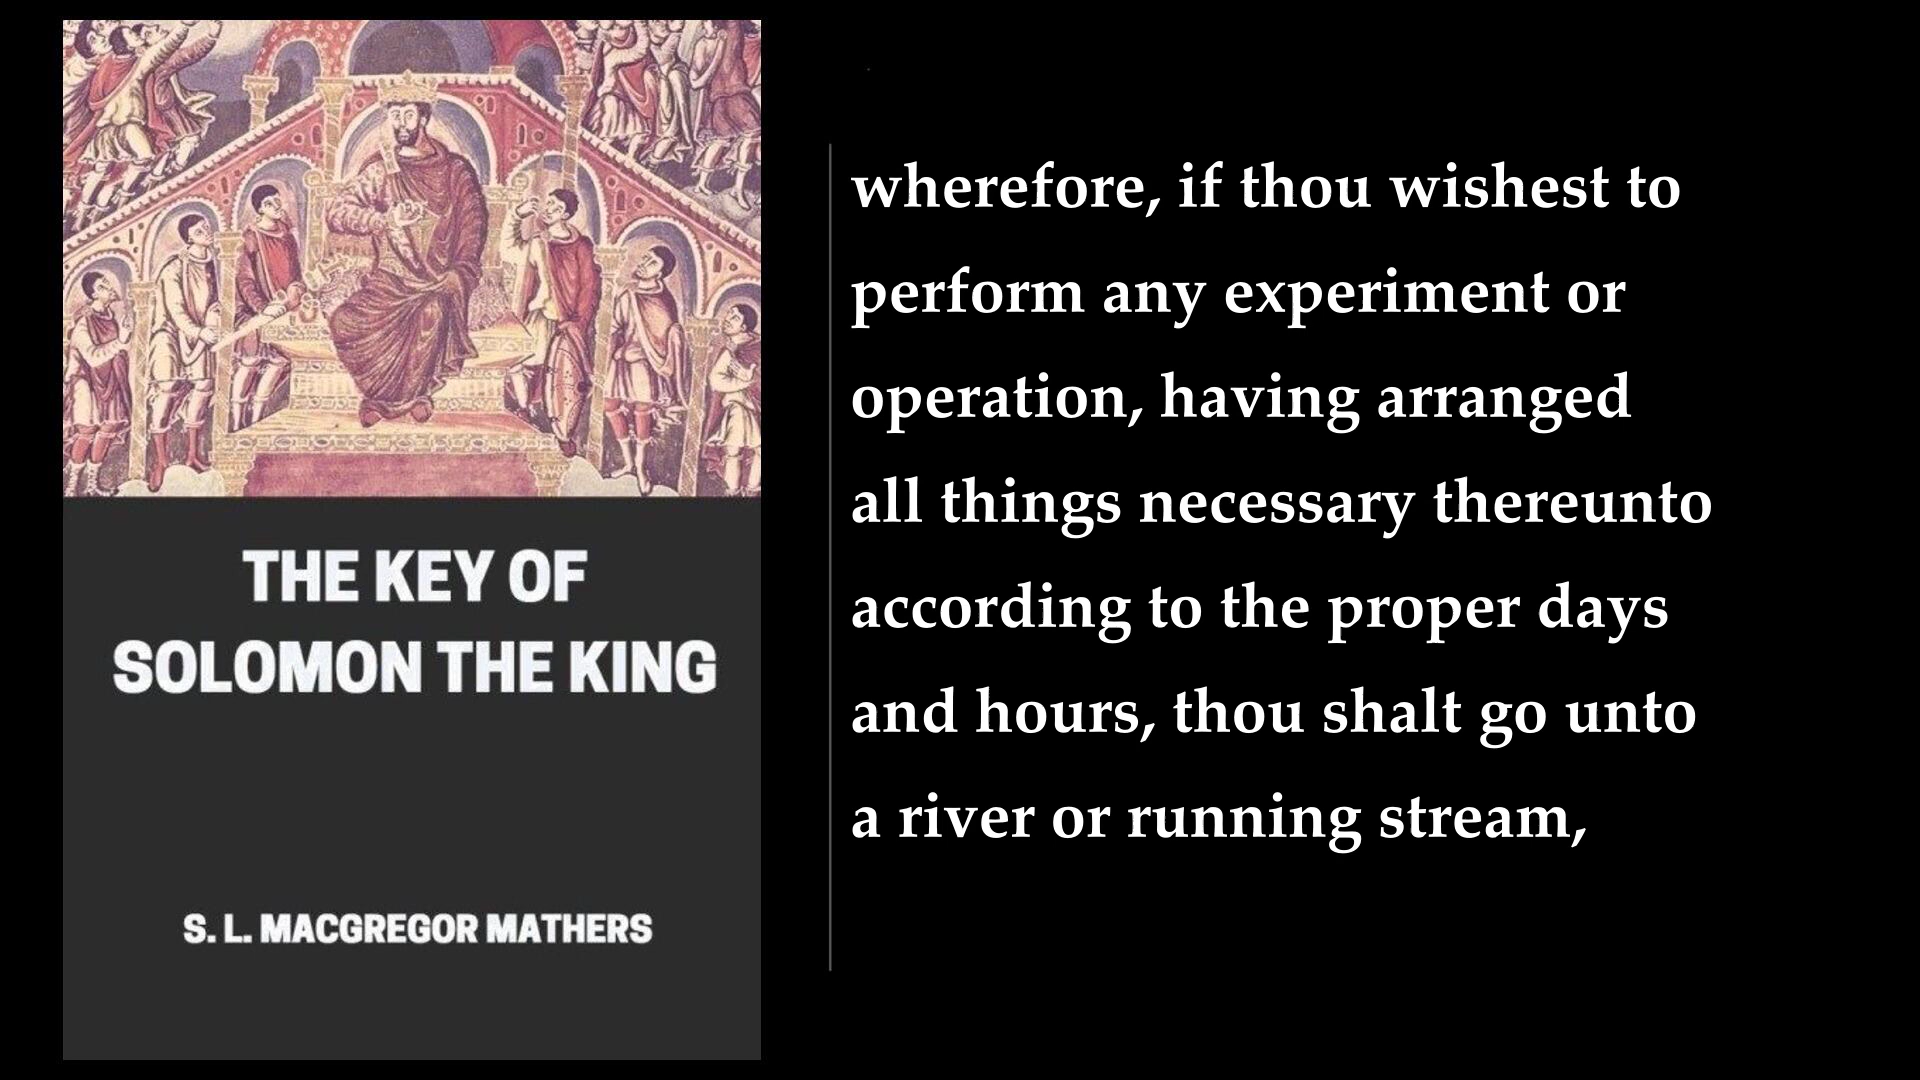 THE KEY OF
SOLOMON THE KING
S. L. MACGREGOR MATHERS
wherefore, if thou wishest to
perform any experiment or
operation, having arranged
all things necessary thereunto
according to the proper days
and hours, thou shalt go unto
a river or running stream,